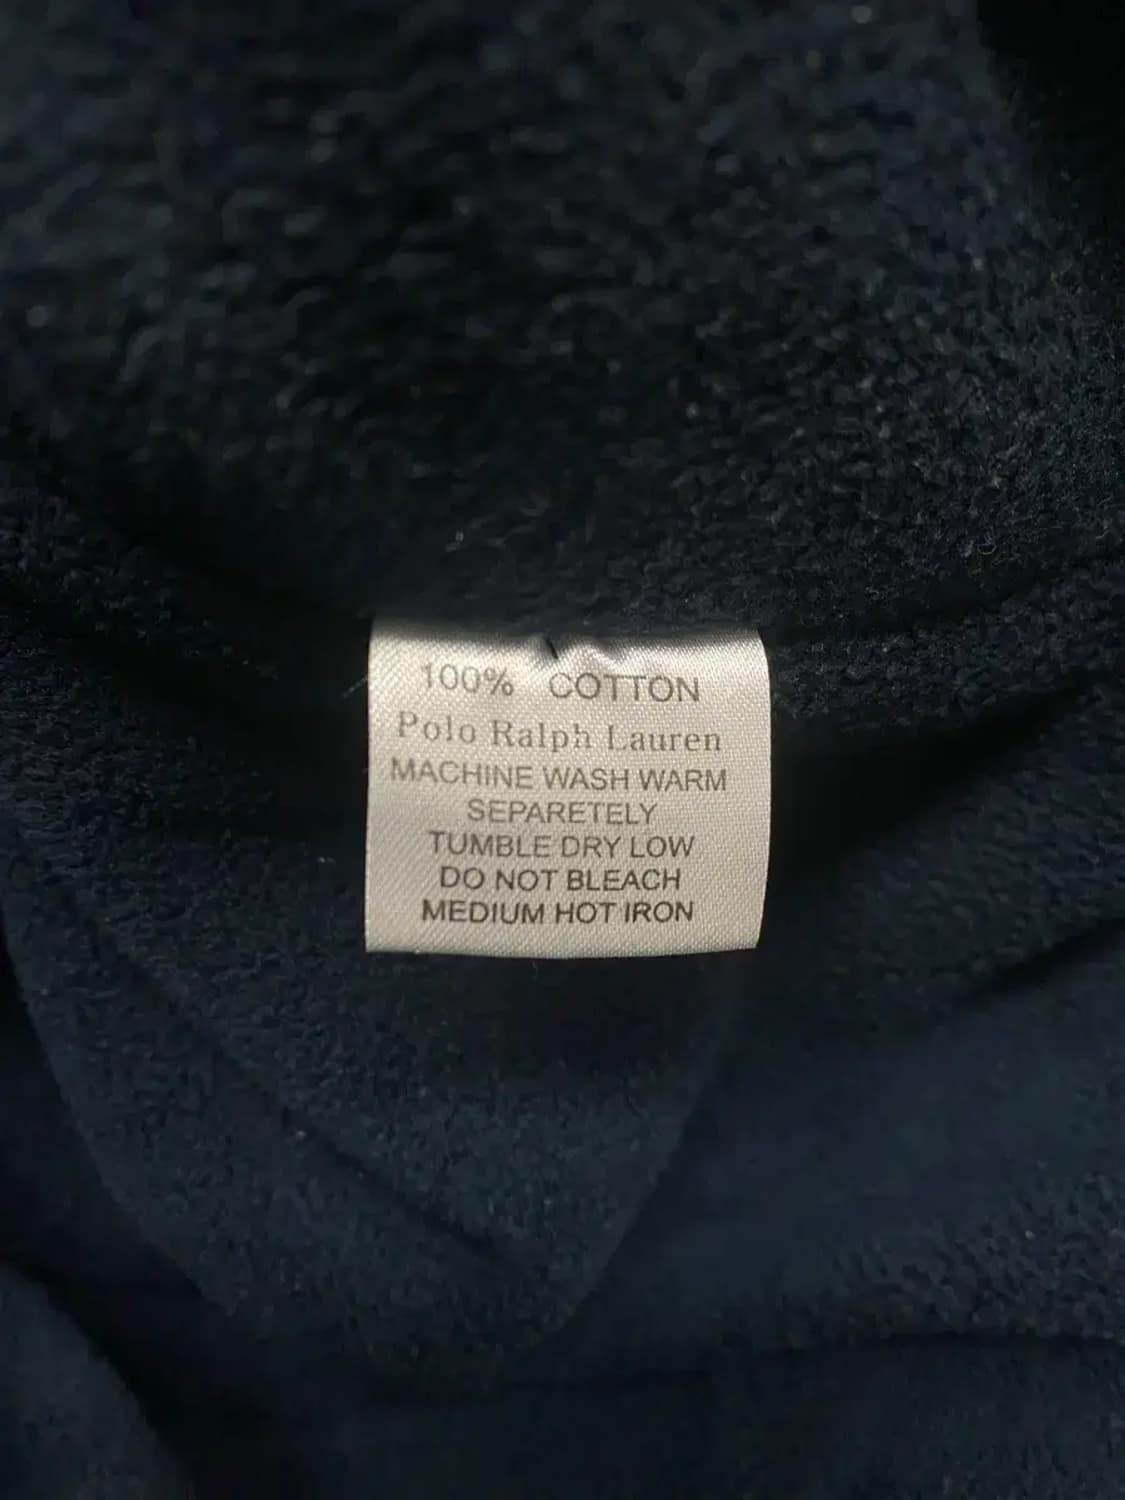 100% COTTON
Polo Ralph Lauren
MACHINE WASH WARM
SEPARETELY
TUMBLE DRY LOW
DO NOT BLEACH
MEDIUM HOT IRON